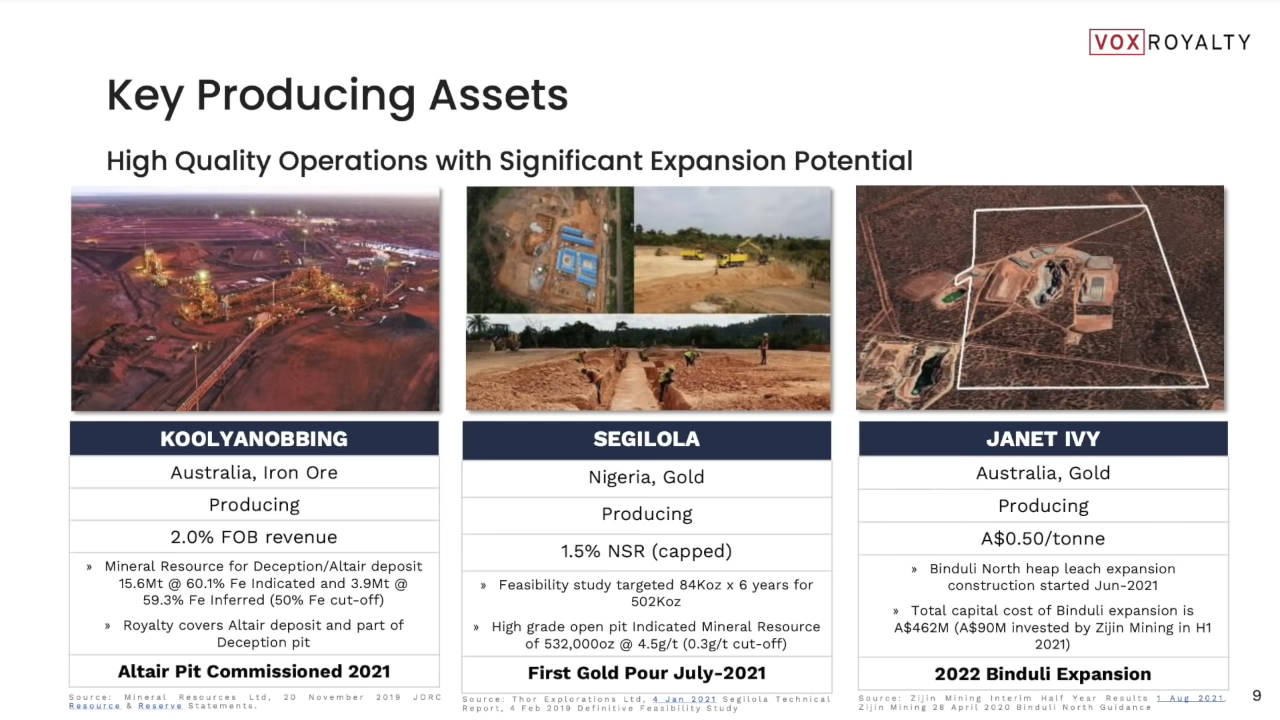 VOX ROYALTY
Key Producing Assets
High Quality Operations with Significant Expansion Potential
KOOLYANOBBING
Australia, Iron Ore
Producing
2.0% FOB revenue
» Mineral Resource for Deception/Altair deposit
15.6Mt @ 60.1% Fe Indicated and 3.9Mt @
59.3% Fe Inferred (50% Fe cut-off)
» Royalty covers Altair deposit and part of
Deception pit
Altair Pit Commissioned 2021
Source: Mineral Resources Ltd, 20 November 2019 JORC
Resource & Reserve Statements.
SEGILOLA
Nigeria, Gold
Producing
1.5% NSR (capped)
» Feasibility study targeted 84Koz x 6 years for
502Koz
» High grade open pit Indicated Mineral Resource
of 532,000oz @ 4.5g/t (0.3g/t cut-off)
First Gold Pour July-2021
Source: Thor Explorations Ltd, 4 Jan 2021 Segilola Technical
Report, 4 Feb 2019 Definitive Feasibility Study
JANET IVY
Australia, Gold
Producing
A$0.50/tonne
» Binduli North heap leach expansion
construction started Jun-2021
» Total capital cost of Binduli expansion is
A$462M (A$90M invested by Zijin Mining in H1
2021)
2022 Binduli Expansion
Source: Zijin Mining Interim Half Year Results 1 Aug 2021,
Zijin Mining 28 April 2020 Binduli North Guidance
9